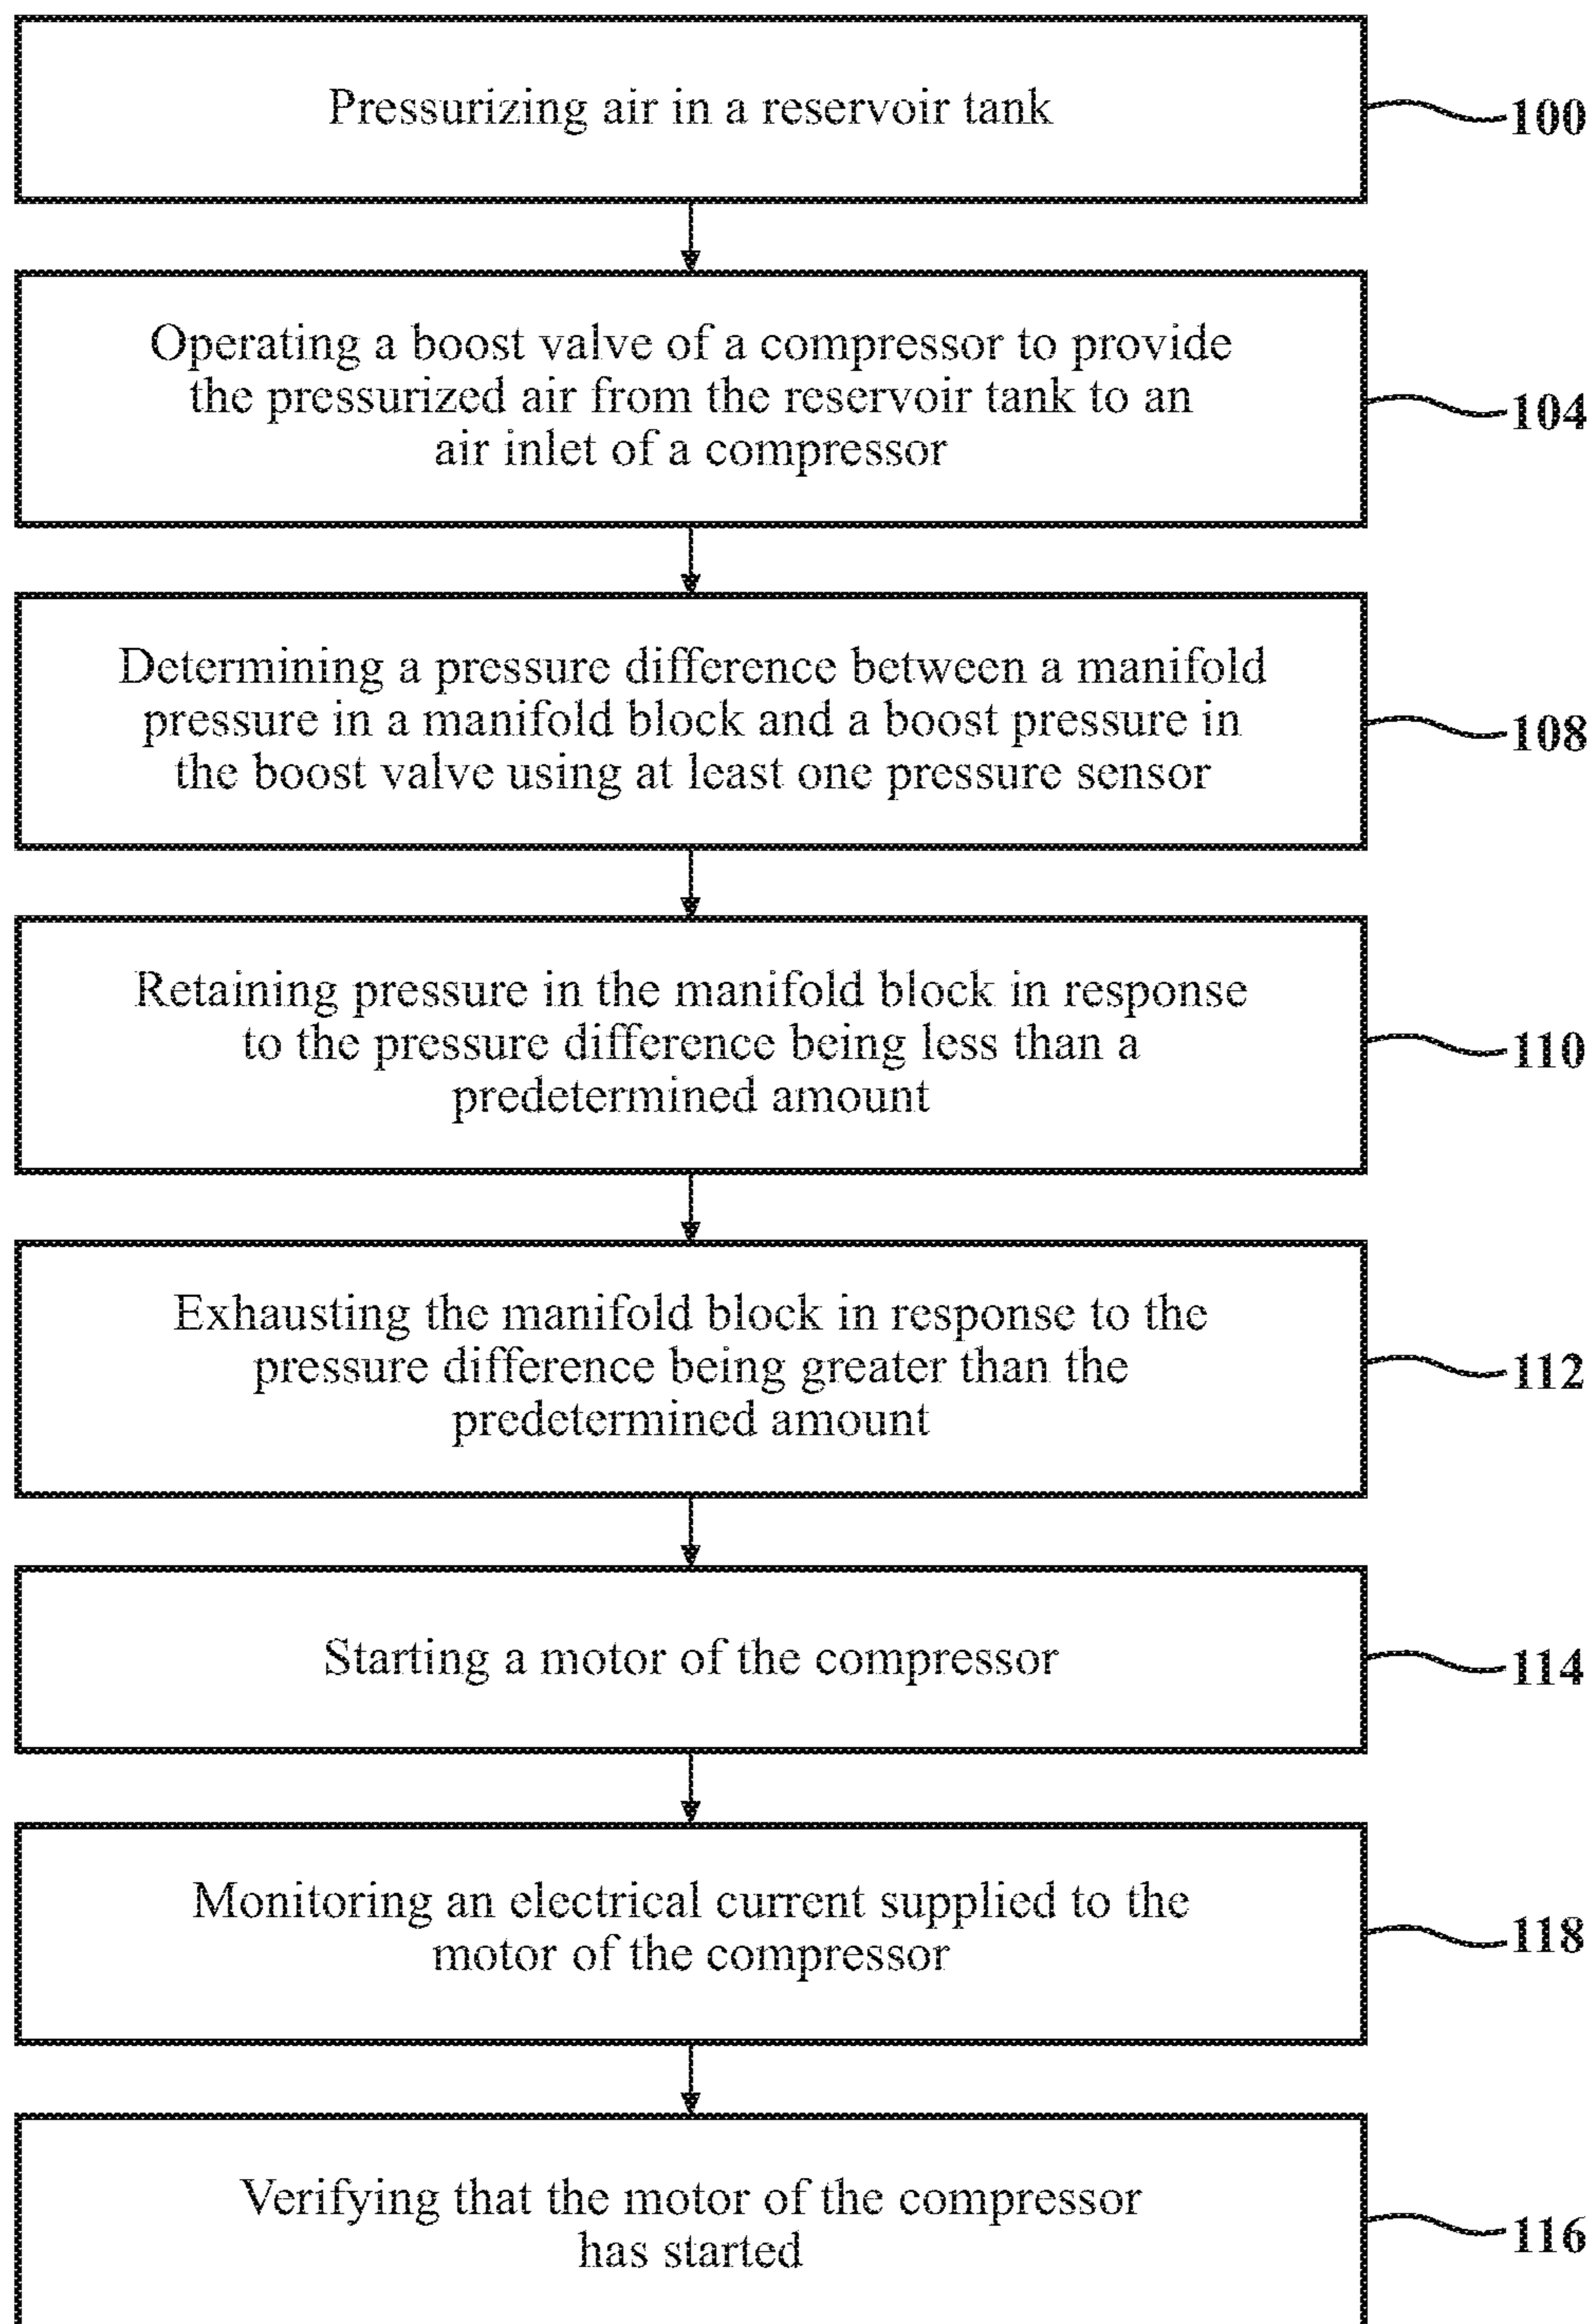 Pressurizing air in a reservoir tank
100
Operating a boost valve of a compressor to provide
the pressurized air from the reservoir tank to an
air inlet of a compressor
104
Determining a pressure difference between a manifold
pressure in a manifold block and a boost pressure in
the boost valve using at least one pressure sensor
108
Retaining pressure in the manifold block in response
to the pressure difference being less than a
predetermined amount
110
Exhausting the manifold block in response to the
pressure difference being greater than the
predetermined amount
112
Starting a motor of the compressor
114
Monitoring an electrical current supplied to the
motor of the compressor
118
Verifying that the motor of the compressor
has started
116